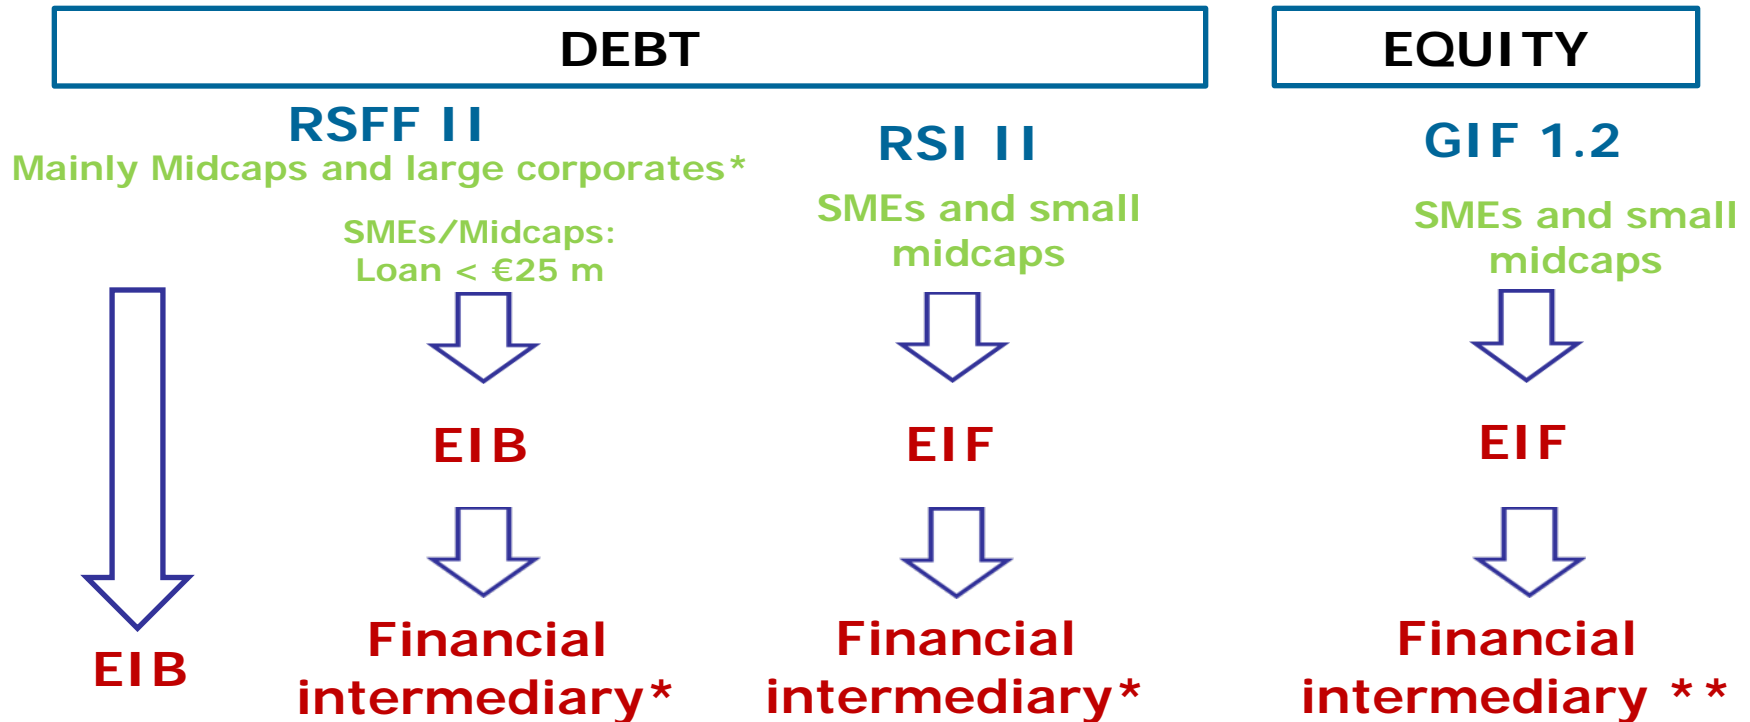 DEBT
EQUITY
RSFF II
Mainly Midcaps and large corporates*
SMEs/Midcaps:
Loan < €25 m
EIB
EIB
Financial
intermediary*
RSI II
SMEs and small
midcaps
EIF
Financial
intermediary*
GIF 1.2
SMEs and small
midcaps
EIF
Financial
intermediary **